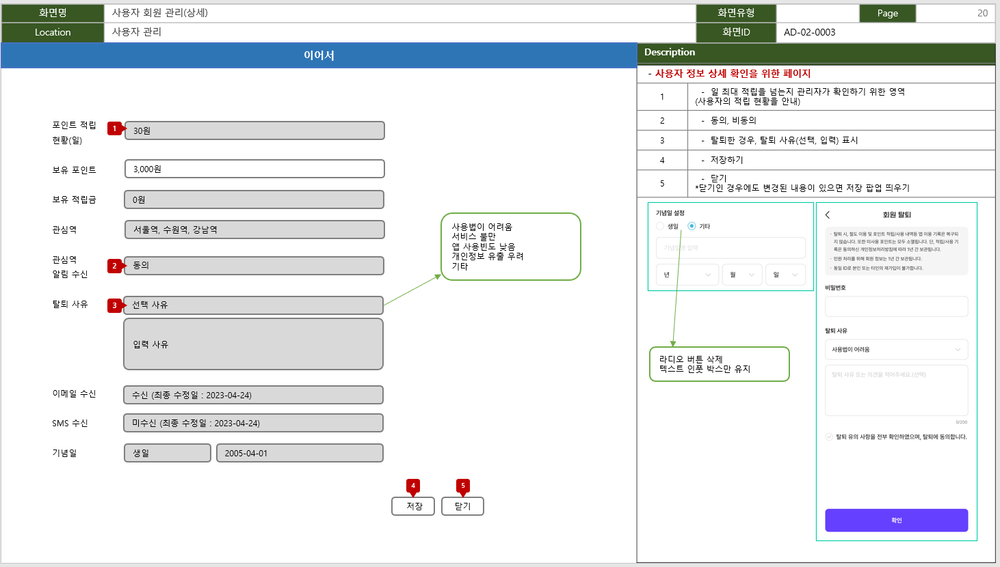 화면명
사용자 회원 관리(상세)
화면유형
Page
20
Location
사용자 관리
화면ID
AD-02-0003
이어서
포인트 적립
현황(일)
1
30원
보유 포인트
3,000원
보유 적립금
0원
관심역
서울역, 수원역, 강남역
관심역
알림 수신
2
동의
탈퇴 사유
3
선택 사유
입력 사유
사용법이 어려움
서비스 불만
앱 사용빈도 낮음
개인정보 유출 우려
기타
이메일 수신
수신 (최종 수정일 : 2023-04-24)
SMS 수신
미수신 (최종 수정일 : 2023-04-24)
기념일
생일
2005-04-01
4
저장
5
닫기
Description
- 사용자 정보 상세 확인을 위한 페이지
1
- 일 최대 적립을 넘는지 관리자가 확인하기 위한 영역
(사용자의 적립 현황을 안내)
2
- 동의, 비동의
3
- 탈퇴한 경우, 탈퇴 사유(선택, 입력) 표시
4
- 저장하기
5
- 닫기
*닫기인 경우에도 변경된 내용이 있으면 저장 팝업 띄우기
기념일 설정
생일
기타
기념일명 입력
년
월
일
라디오 버튼 삭제
텍스트 인풋 박스만 유지
회원 탈퇴
· 탈퇴 시, 철도 이용 및 포인트 적립/사용 내역등 앱 이용 기록은 복구되
지 않습니다. 또한 미사용 포인트는 모두 소멸됩니다. 단, 적립/사용 기
록은 동의하신 개인정보처리방침에 따라 1년 간 보관됩니다.
· 민원 처리를 위해 회원 정보는 1년 간 보관됩니다.
· 동일 ID로 본인 또는 타인의 재가입이 불가합니다.
비밀번호
탈퇴 사유
사용법이 어려움
탈퇴 사유 또는 의견을 적어주세요.(선택)
0/200
탈퇴 유의 사항을 전부 확인하였으며, 탈퇴에 동의합니다.
확인